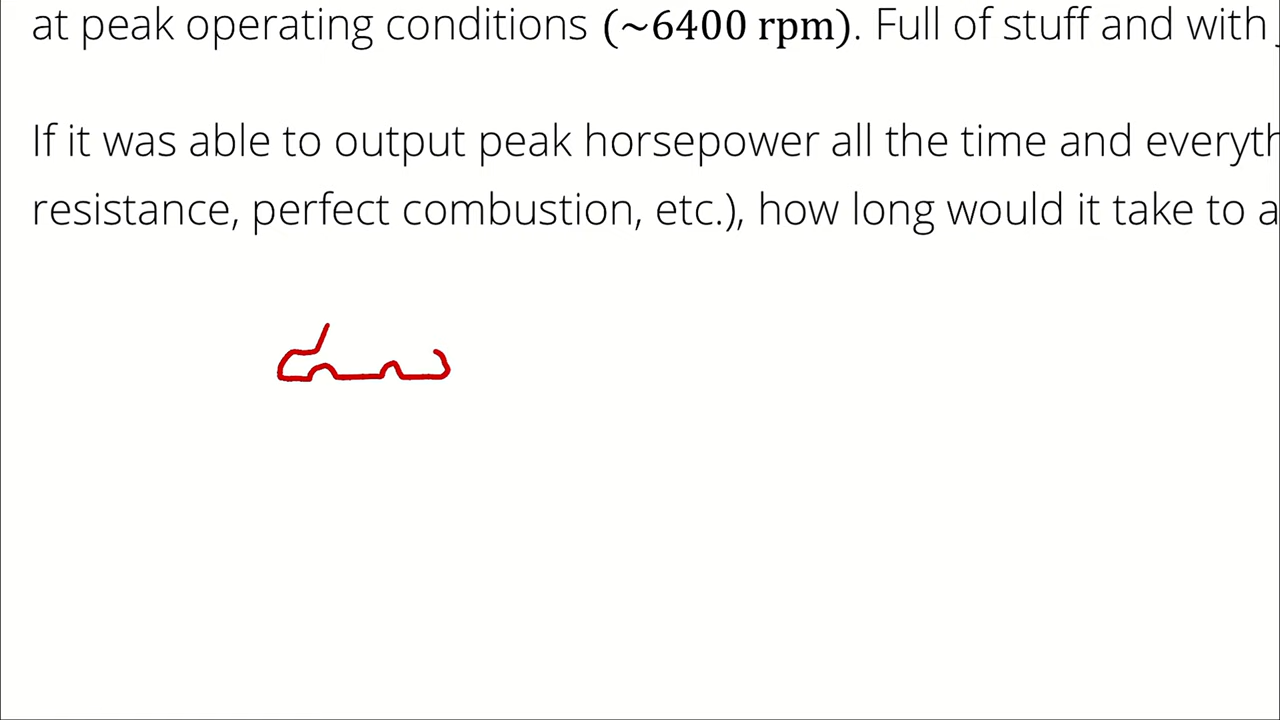 at peak operating conditions (~6400 rpm). Full of stuff and with
If it was able to output peak horsepower all the time and
resistance, perfect combustion, etc.), how long would it take to